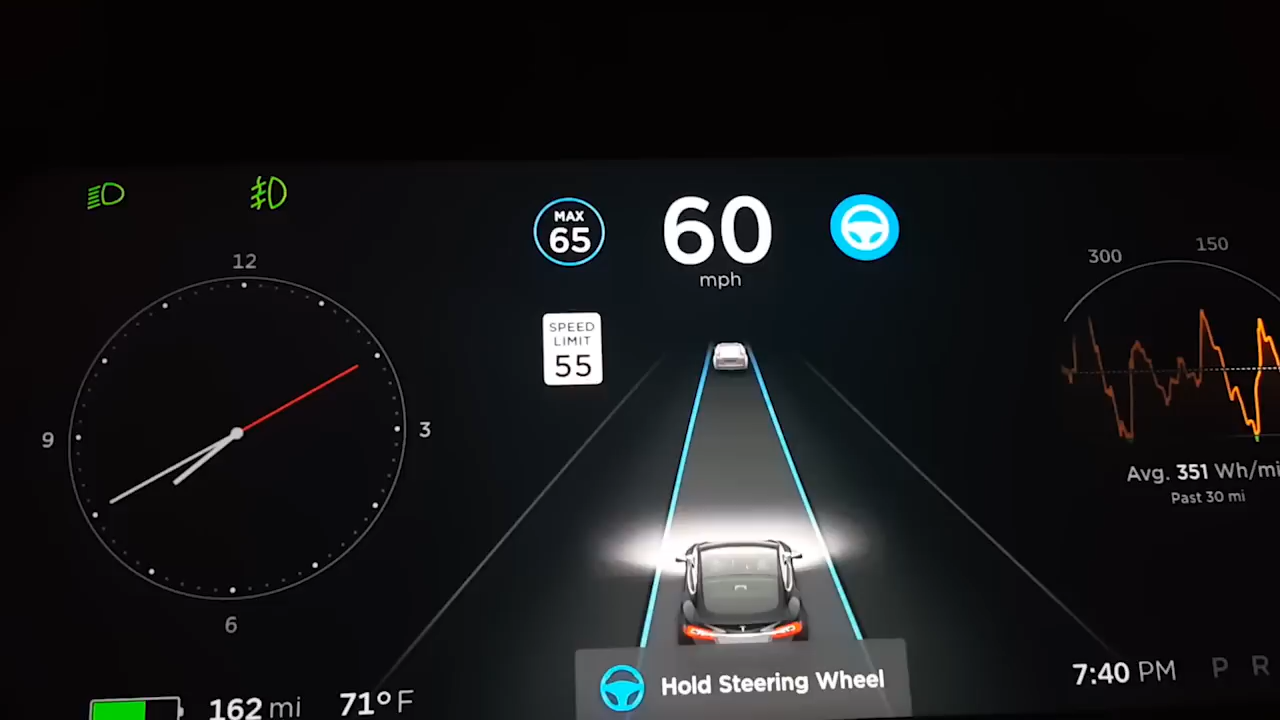 MAX
65
60
mph
SPEED
LIMIT
55
12
9
3
6
300
150
Avg. 351 Wh/mi
Past 30 mi
162 mi
71°F
Hold Steering Wheel
7:40 PM
P R